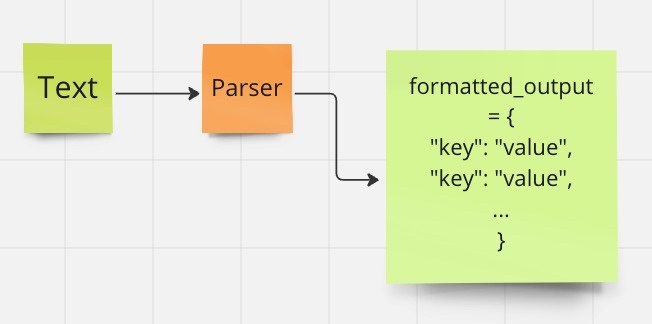 Text
Parser
formatted_output
= {
"key": "value",
"key": "value",
...
}